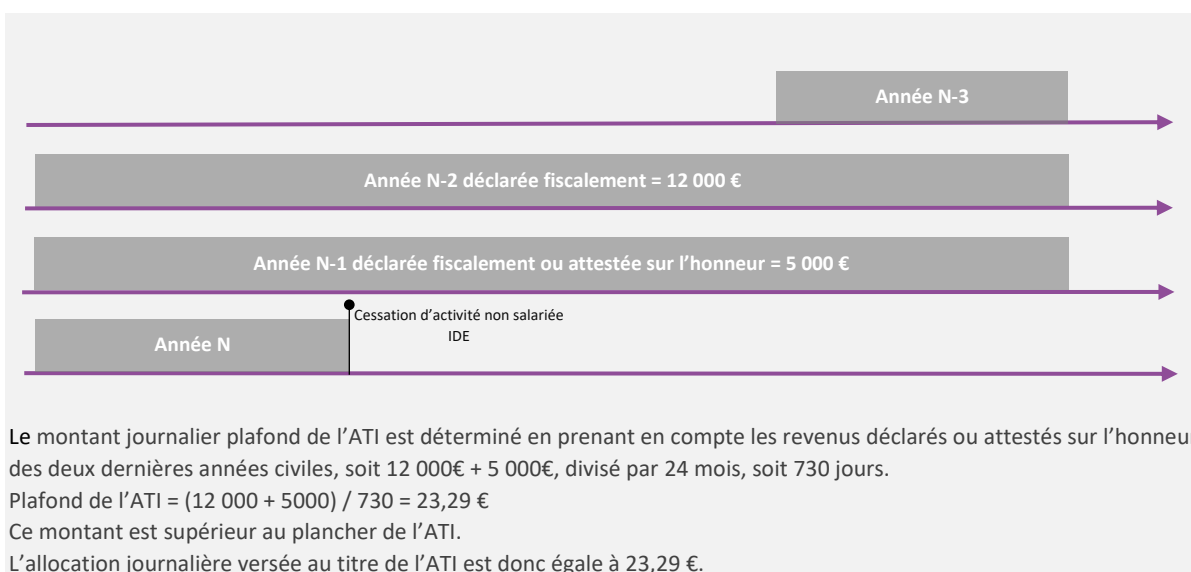 Année N-3
Année N-2 déclarée fiscalement = 12 000 €
Année N-1 déclarée fiscalement ou attestée sur l’honneur = 5 000 €
Cessation d’activité non salariée
IDE
Année N
Le montant journalier plafond de l’ATI est déterminé en prenant en compte les revenus déclarés ou attestés sur l’honneur
des deux dernières années civiles, soit 12 000€ + 5 000€, divisé par 24 mois, soit 730 jours.
Plafond de l’ATI = (12 000 + 5000) / 730 = 23,29 €
Ce montant est supérieur au plancher de l’ATI.
L’allocation journalière versée au titre de l’ATI est donc égale à 23,29 €.